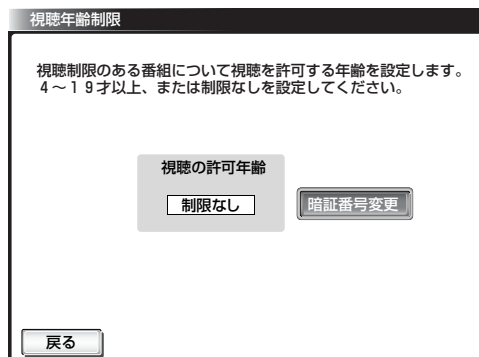 視聴年齢制限
視聴制限のある番組について視聴を許可する年齢を設定します。
４～１９才以上、または制限なしを設定してください。
視聴の許可年齢
制限なし
暗証番号変更
戻る